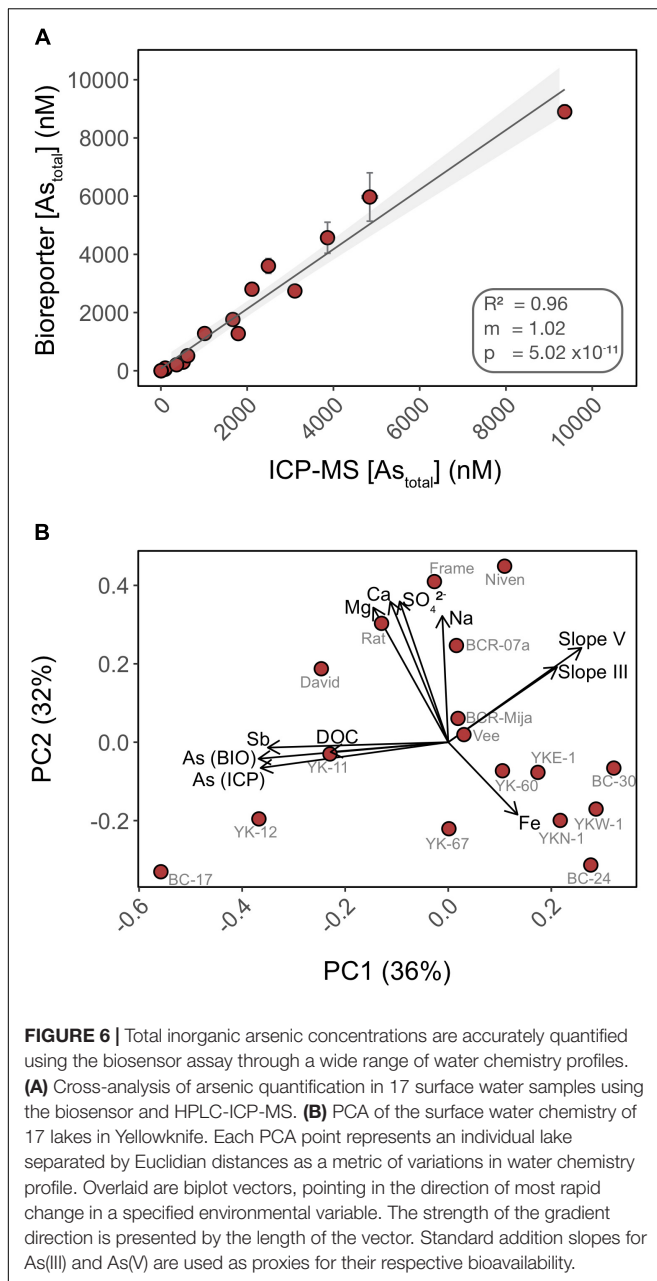 A
10000
8000
6000
4000
2000
0
Bioreporter [As_total] (nM)
R² = 0.96
m = 1.02
p = 5.02 x10⁻¹¹
0
2000
4000
6000
8000
10000
ICP-MS [As_total] (nM)
B
Frame
Niven
Ca
SO₄²⁻
Mg
Na
Rat
BCR-07a
Slope V
Slope III
David
BCR-Mija
Vee
Sb
DOC
As (BIO)
YK-11
As (ICP)
YK-60
YKE-1
BC-30
Fe
YK-12
YK-67
YKN-1
YKW-1
BC-17
BC-24
0.4
0.2
0.0
-0.2
PC2 (32%)
-0.6
-0.4
-0.2
0.0
0.2
PC1 (36%)
FIGURE 6 | Total inorganic arsenic concentrations are accurately quantified
using the biosensor assay through a wide range of water chemistry profiles.
(A) Cross-analysis of arsenic quantification in 17 surface water samples using
the biosensor and HPLC-ICP-MS. (B) PCA of the surface water chemistry of
17 lakes in Yellowknife. Each PCA point represents an individual lake
separated by Euclidian distances as a metric of variations in water chemistry
profile. Overlaid are biplot vectors, pointing in the direction of most rapid
change in a specified environmental variable. The strength of the gradient
direction is presented by the length of the vector. Standard addition slopes for
As(III) and As(V) are used as proxies for their respective bioavailability.